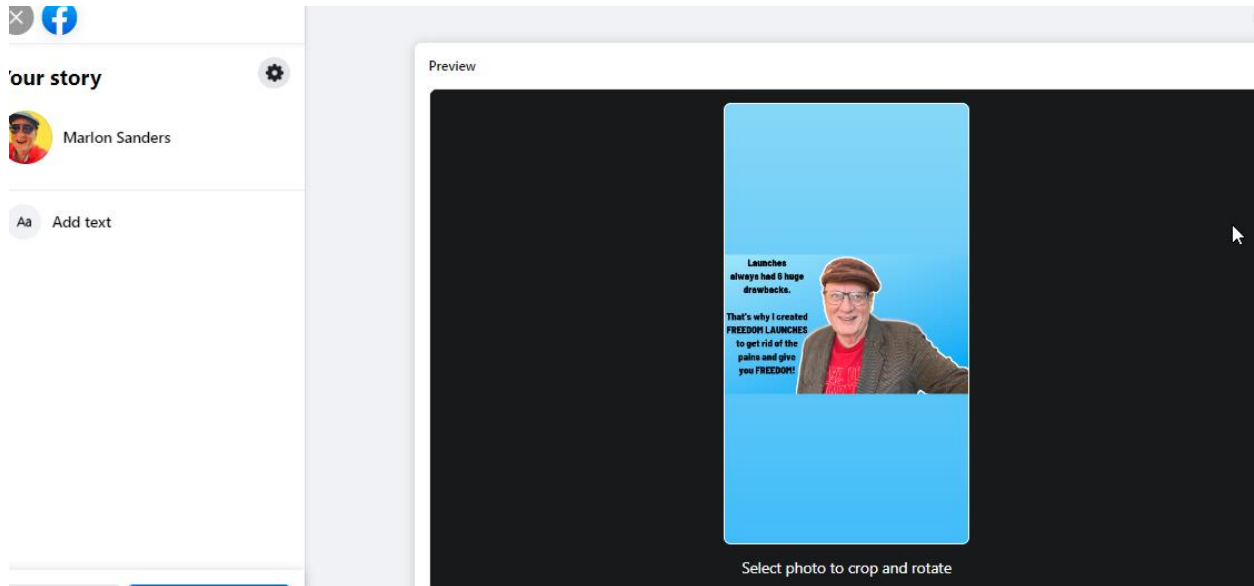 our story
Marlon Sanders
Aa Add text
Preview
Launches
always had 6 huge
drawbacks.
That's why I created
FREEDOM LAUNCHES
to get rid of the
pains and give
you FREEDOM!
Select photo to crop and rotate